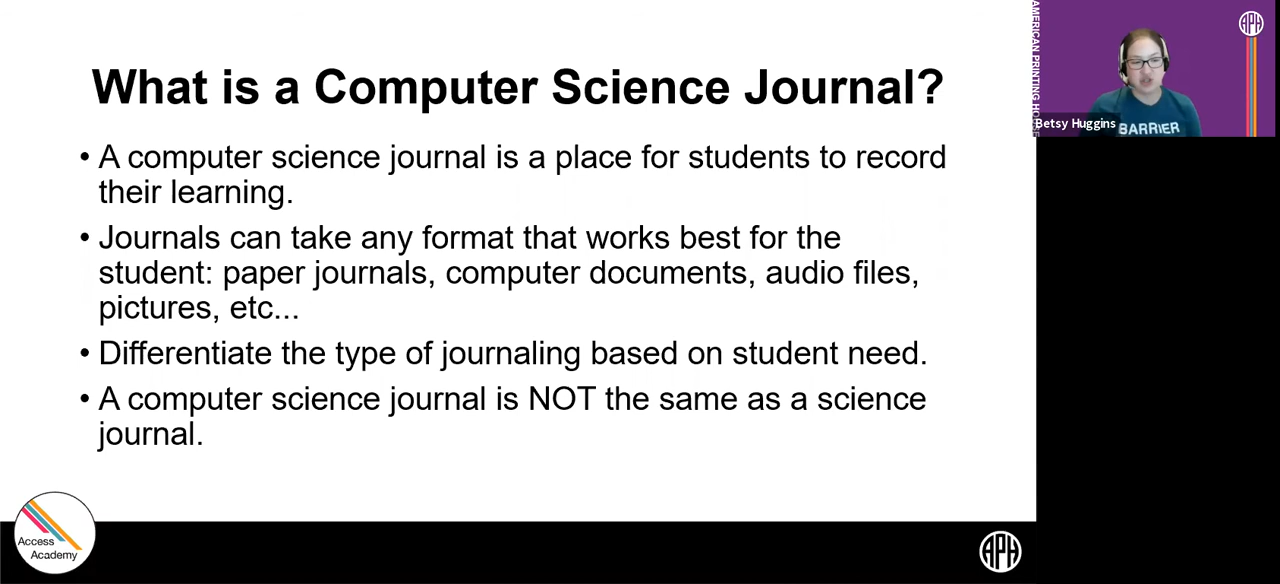 What is a Computer Science Journal?
• A computer science journal is a place for students to record
their learning.
• Journals can take any format that works best for the
student: paper journals, computer documents, audio files,
pictures, etc...
• Differentiate the type of journaling based on student need.
• A computer science journal is NOT the same as a science
journal.
Access
Academy
APH
AMERICAN PRINTING HOUSE
APH
BARRIER
Betsy Huggins